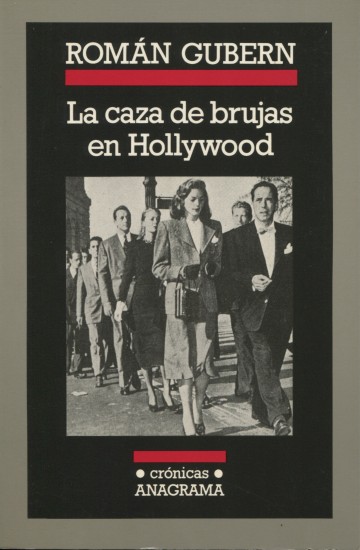 ROMÁN GUBERN
La caza de brujas
en Hollywood
• crónicas •
ANAGRAMA